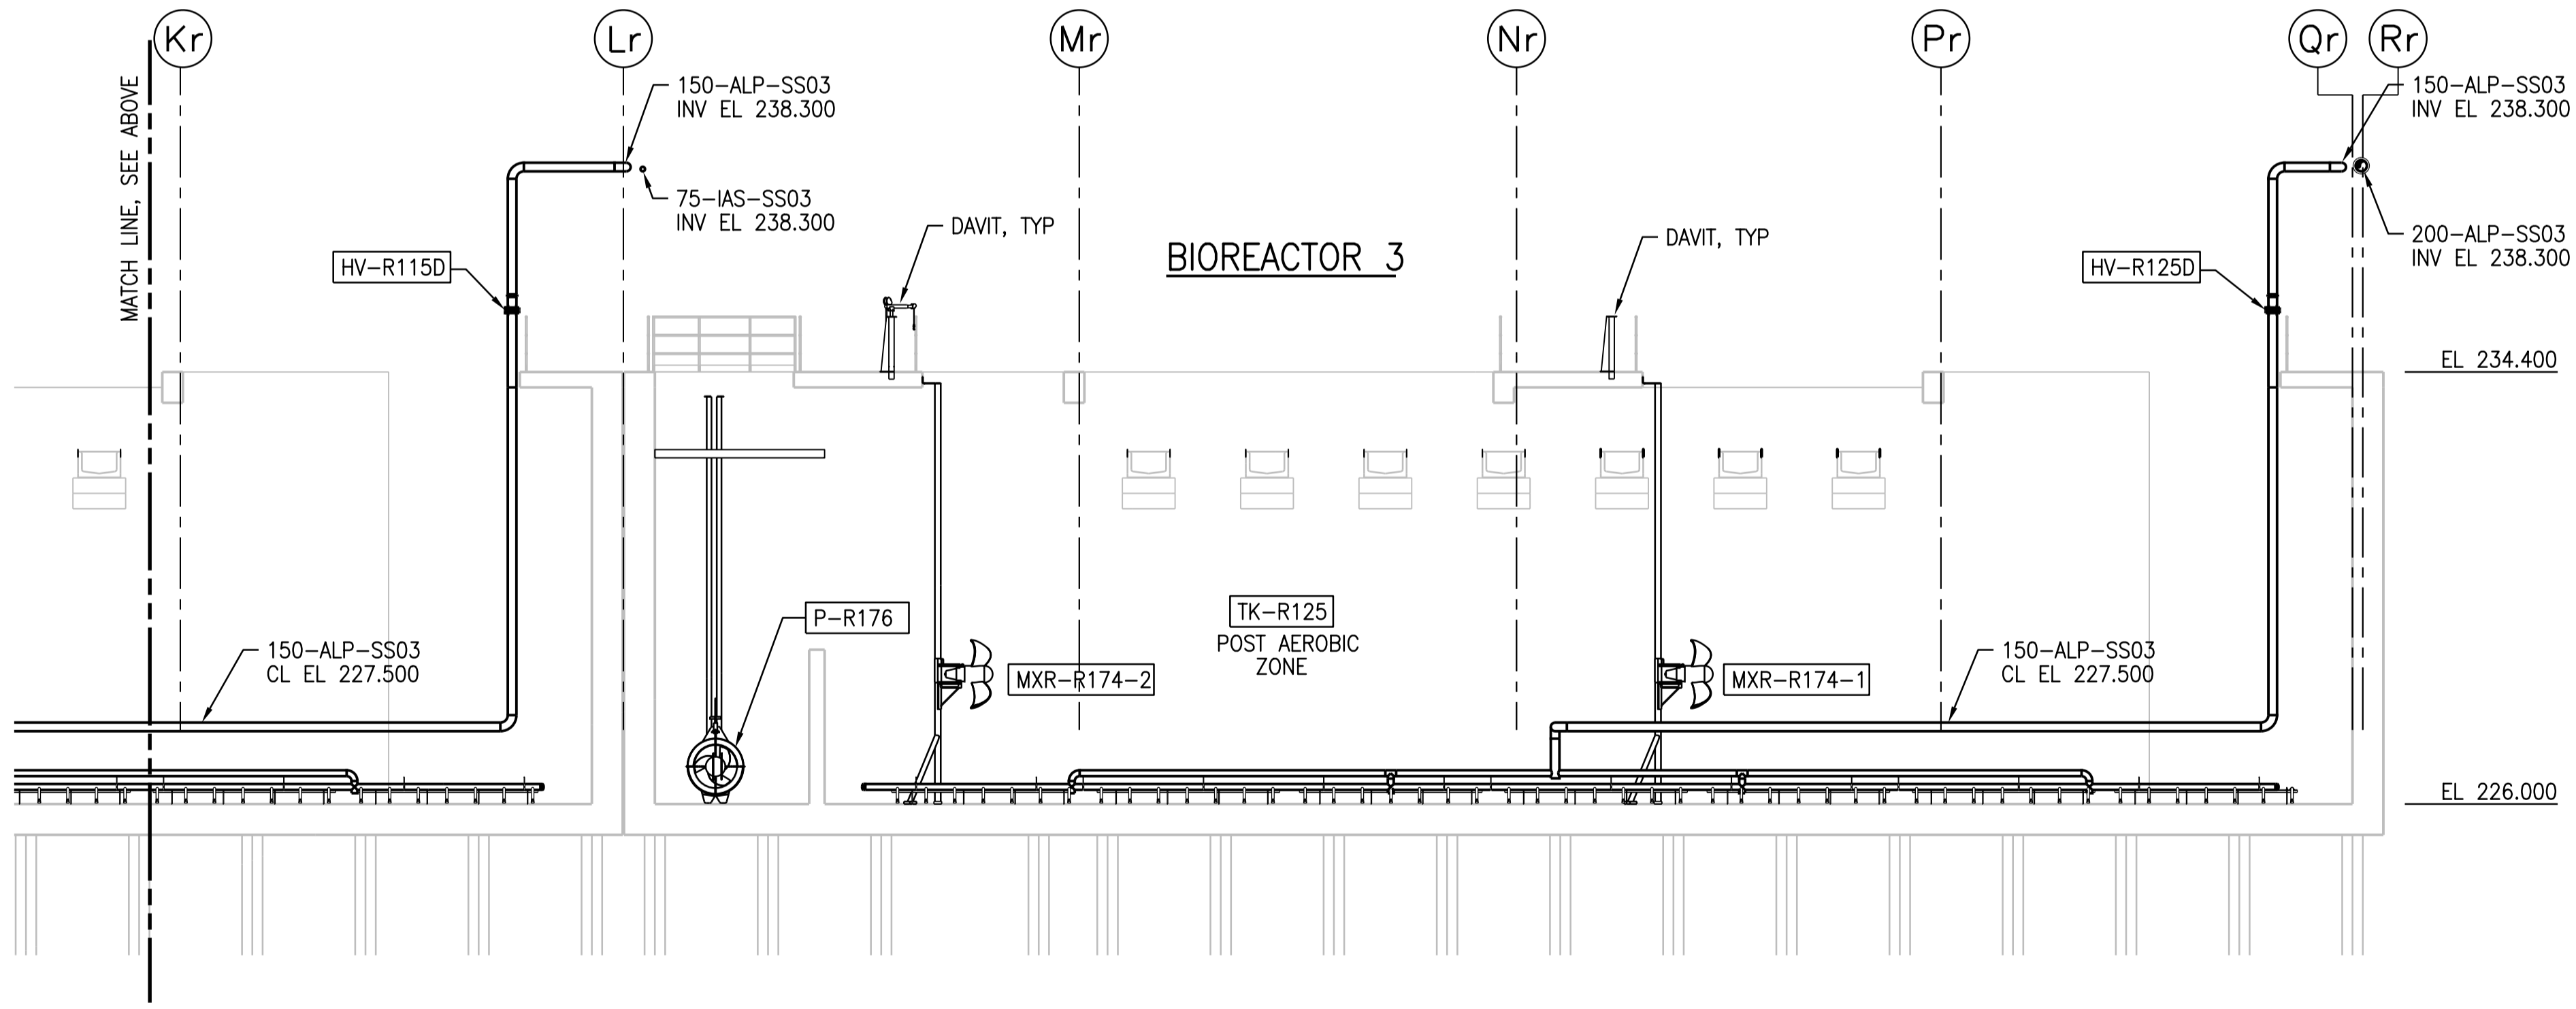 Kr
Lr
Mr
Nr
Pr
Qr
Rr
MATCH LINE, SEE ABOVE
150-ALP-SS03
INV EL 238.300
75-IAS-SS03
INV EL 238.300
HV-R115D
DAVIT, TYP
BIOREACTOR 3
DAVIT, TYP
150-ALP-SS03
INV EL 238.300
200-ALP-SS03
INV EL 238.300
HV-R125D
EL 234.400
150-ALP-SS03
CL EL 227.500
P-R176
MXR-R174-2
TK-R125
POST AEROBIC
ZONE
MXR-R174-1
150-ALP-SS03
CL EL 227.500
EL 226.000